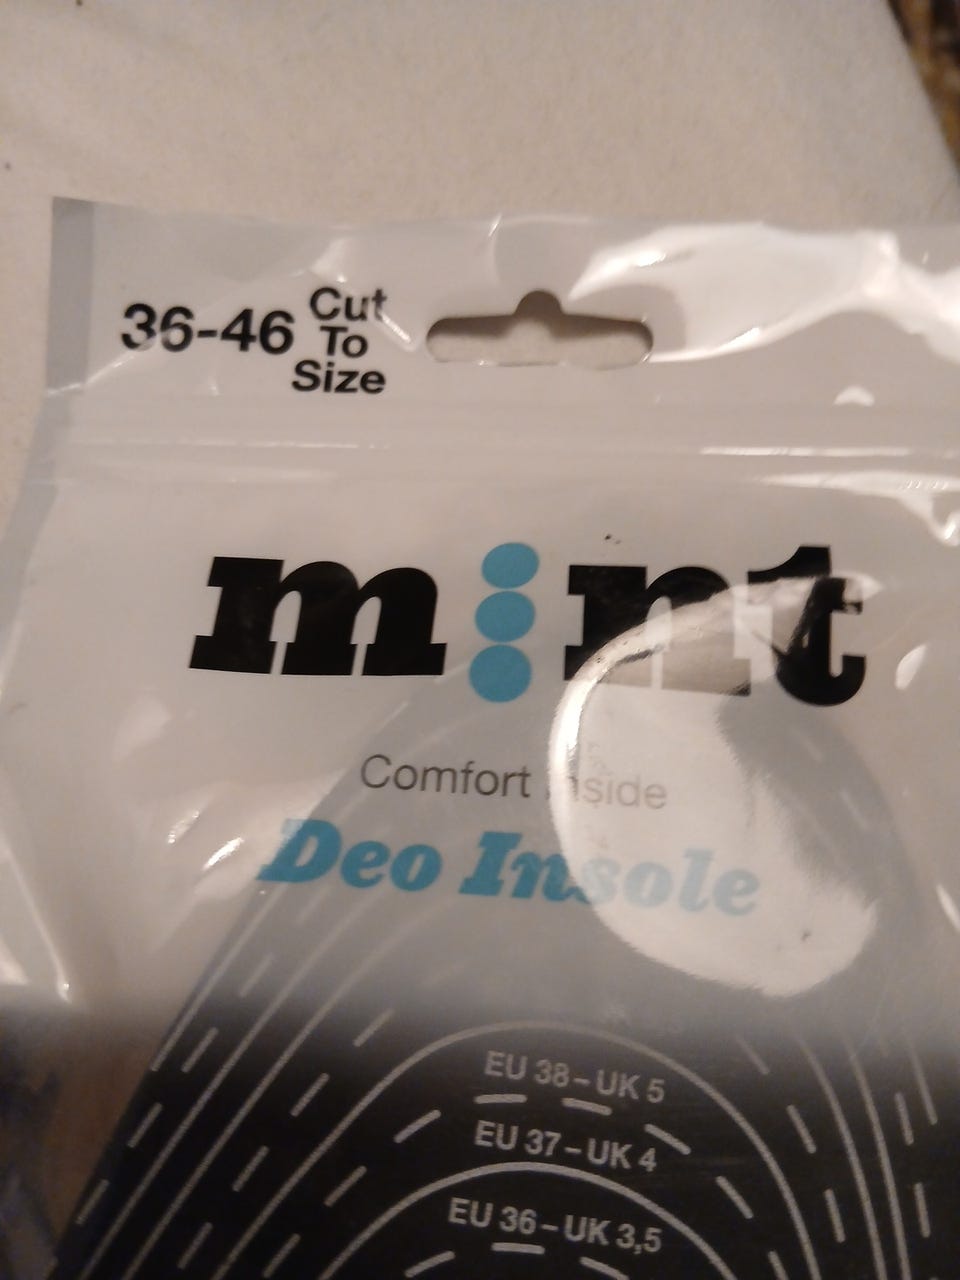 36-46 Cut
To
Size
mint
Comfort Inside
Deo Insole
EU 38 – UK 5
EU 37 – UK 4
EU 36 – UK 3,5